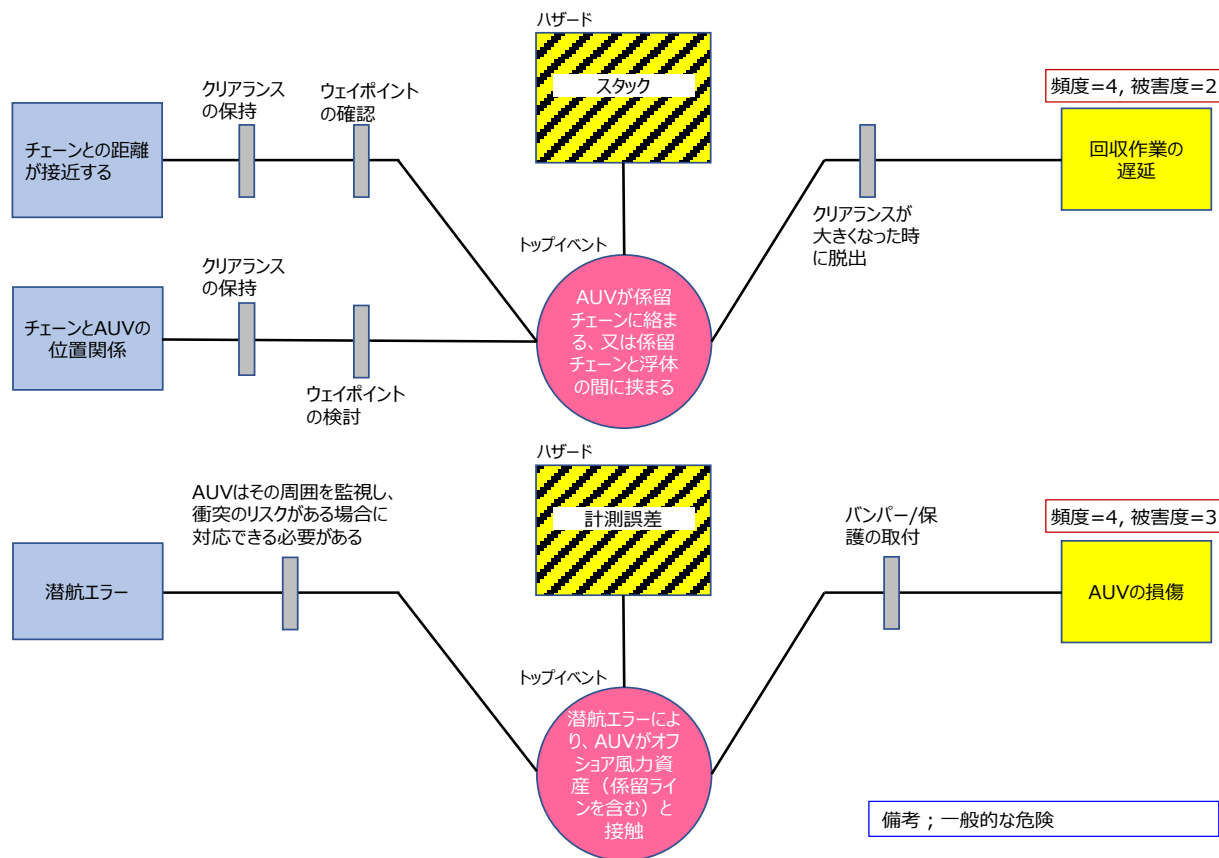 ハザード
スタック
頻度=4, 被害度=2
クリアランス
の保持
ウェイポイント
の確認
チェーンとの距離
が接近する
回収作業の
遅延
クリアランスが
大きくなった時
に脱出
トップイベント
クリアランス
の保持
チェーンとAUVの
位置関係
ウェイポイント
の検討
AUVが係留
チェーンに絡ま
る、又は係留
チェーンと浮体
の間に挟まる
ハザード
計測誤差
AUVはその周囲を監視し、
衝突のリスクがある場合に
対応できる必要がある
バンパー/保
護の取付
頻度=4, 被害度=3
潜航エラー
AUVの損傷
トップイベント
潜航エラーによ
り、AUVがオフ
ショア風力資
産（係留ライ
ンを含む）と
接触
備考；一般的な危険